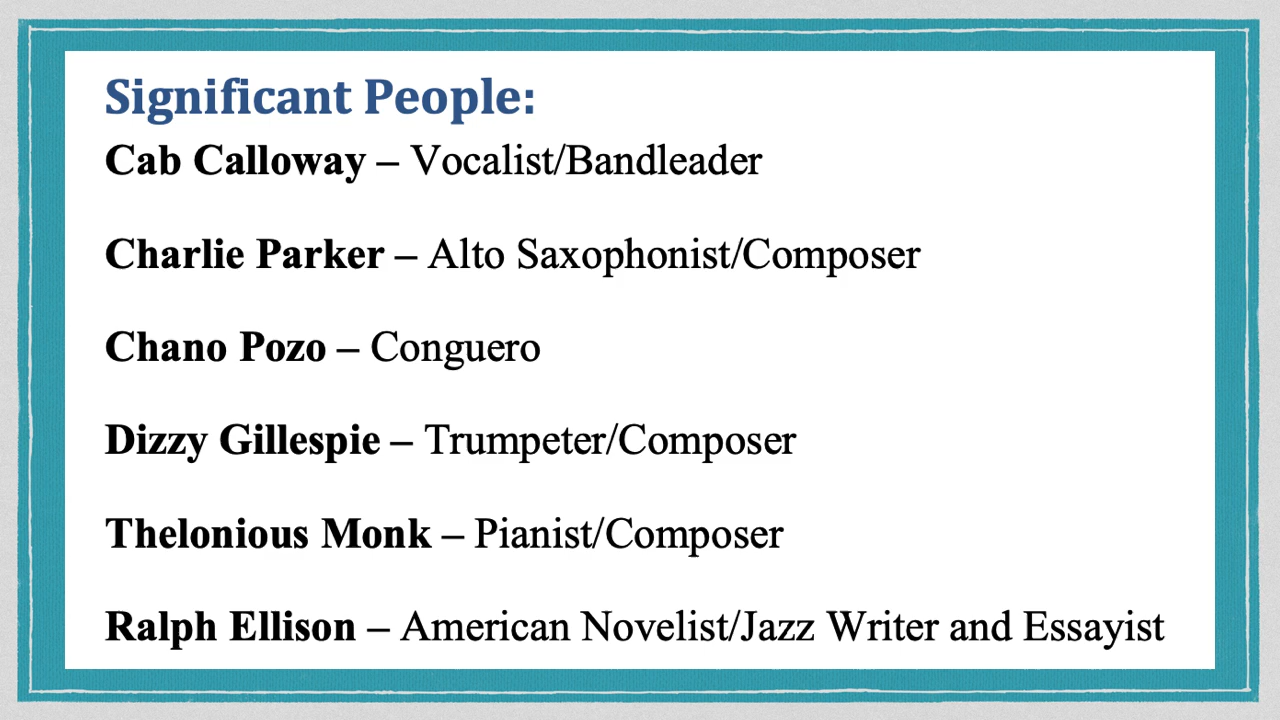 Significant People:
Cab Calloway – Vocalist/Bandleader
Charlie Parker – Alto Saxophonist/Composer
Chano Pozo – Conguero
Dizzy Gillespie – Trumpeter/Composer
Thelonious Monk – Pianist/Composer
Ralph Ellison – American Novelist/Jazz Writer and Essayist